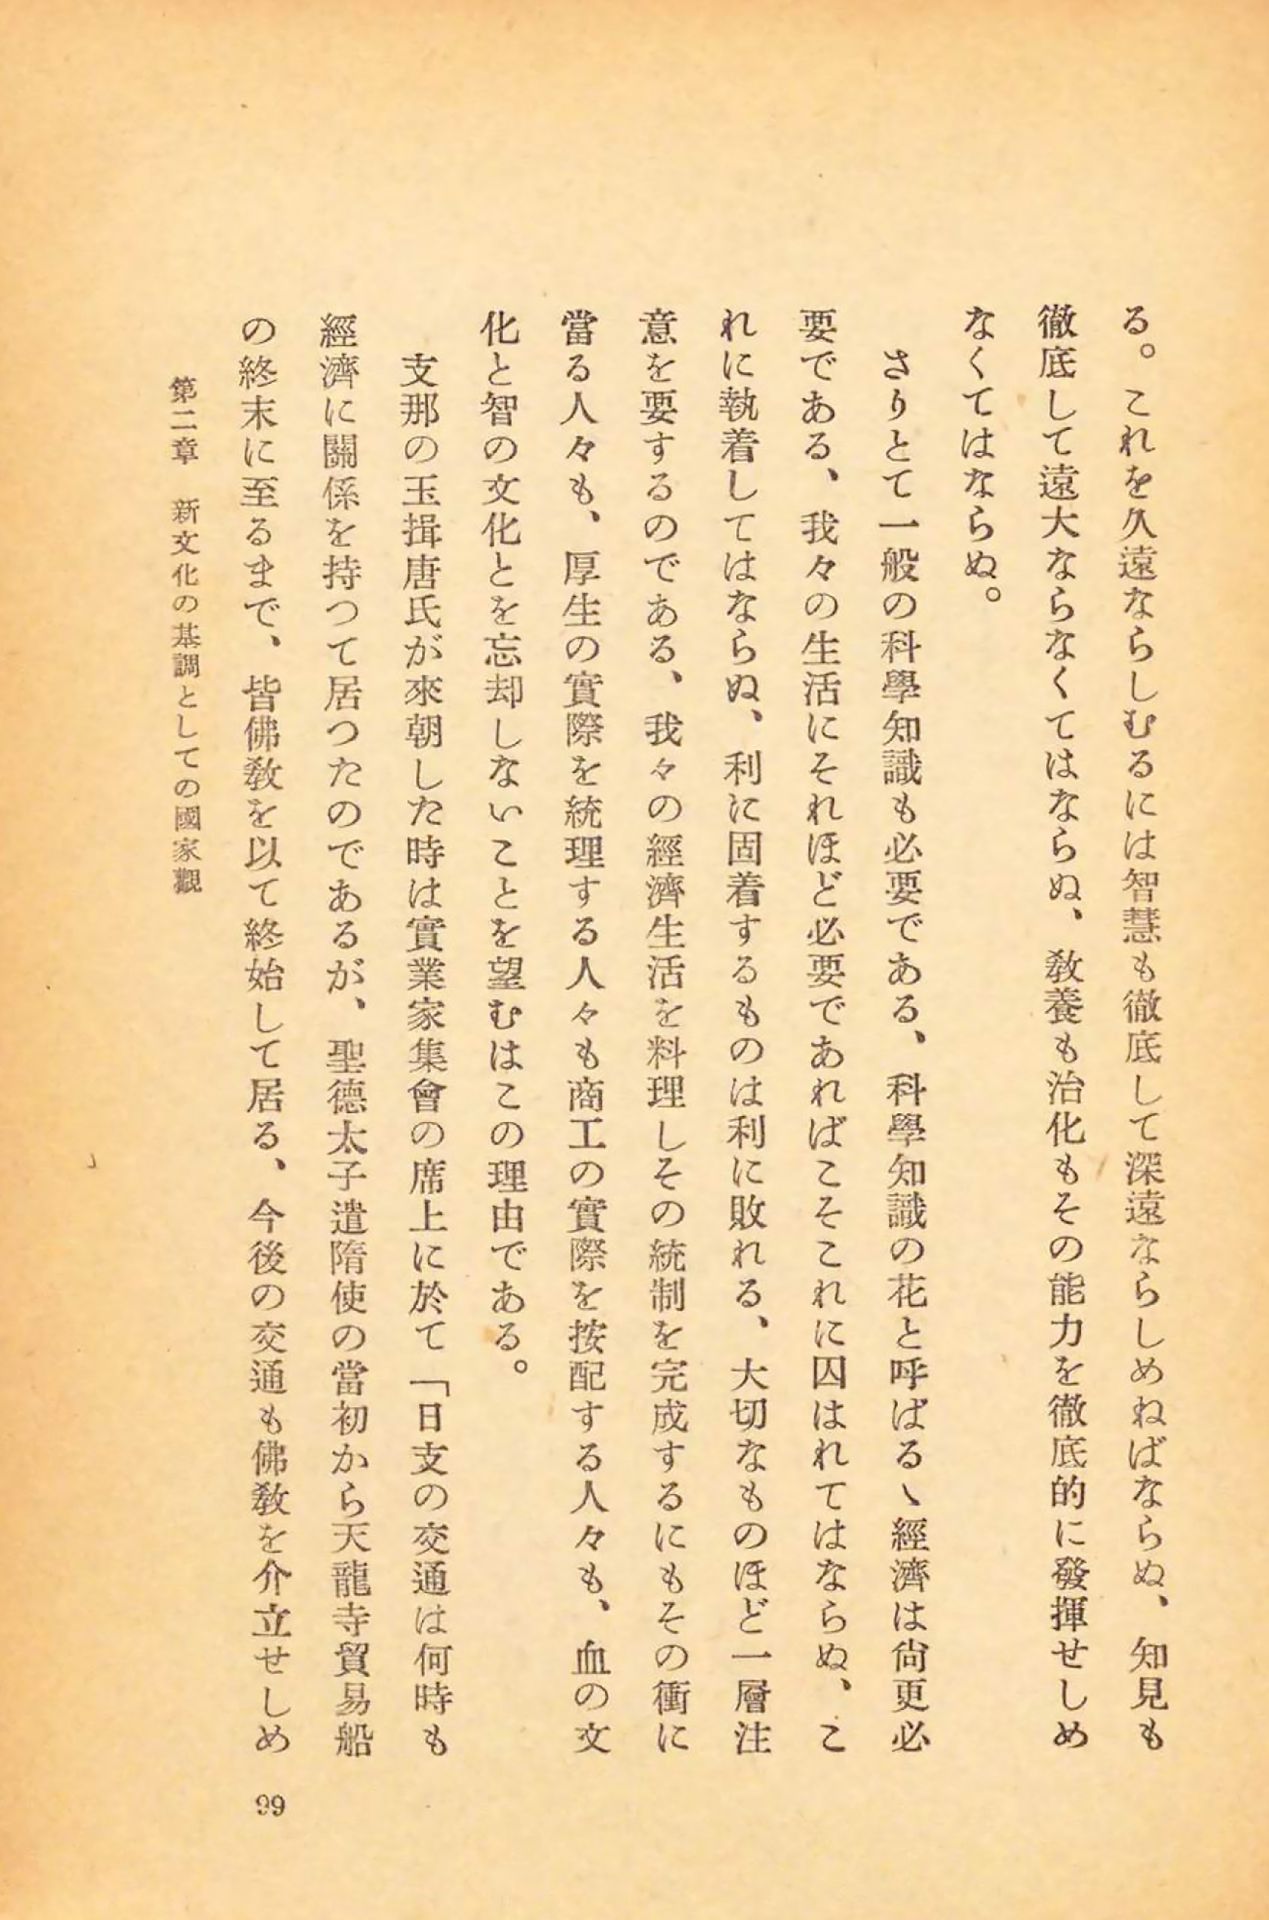 る。これを久遠ならしむるには智慧も徹底して深遠ならしめねばならぬ、知見も
徹底して遠大ならなくてはならぬ、教養も治化もその能力を徹底的に發揮せしめ
なくてはならぬ。
さりとて一般の科學知識も必要である、科學知識の花と呼ばるゝ經濟は尙更必
要である、我々の生活にそれほど必要であればこそこれに囚はれてはならぬ、こ
れに執着してはならぬ、利に固着するものは利に敗れる、大切なものほど一層注
意を要するのである、我々の經濟生活を料理しその統制を完成するにもその衝に
當る人々も、厚生の實際を統理する人々も商工の實際を按配する人々も、血の文
化と智の文化とを忘却しないことを望むはこの理由である。
支那の玉揖唐氏が來朝した時は實業家集會の席上に於て「日支の交通は何時も
經濟に關係を持つて居つたのであるが、聖德太子遣隋使の當初から天龍寺貿易船
の終末に至るまで、皆佛教を以て終始して居る、今後の交通も佛教を介立せしめ
第二章　新文化の基調としての國家觀
99